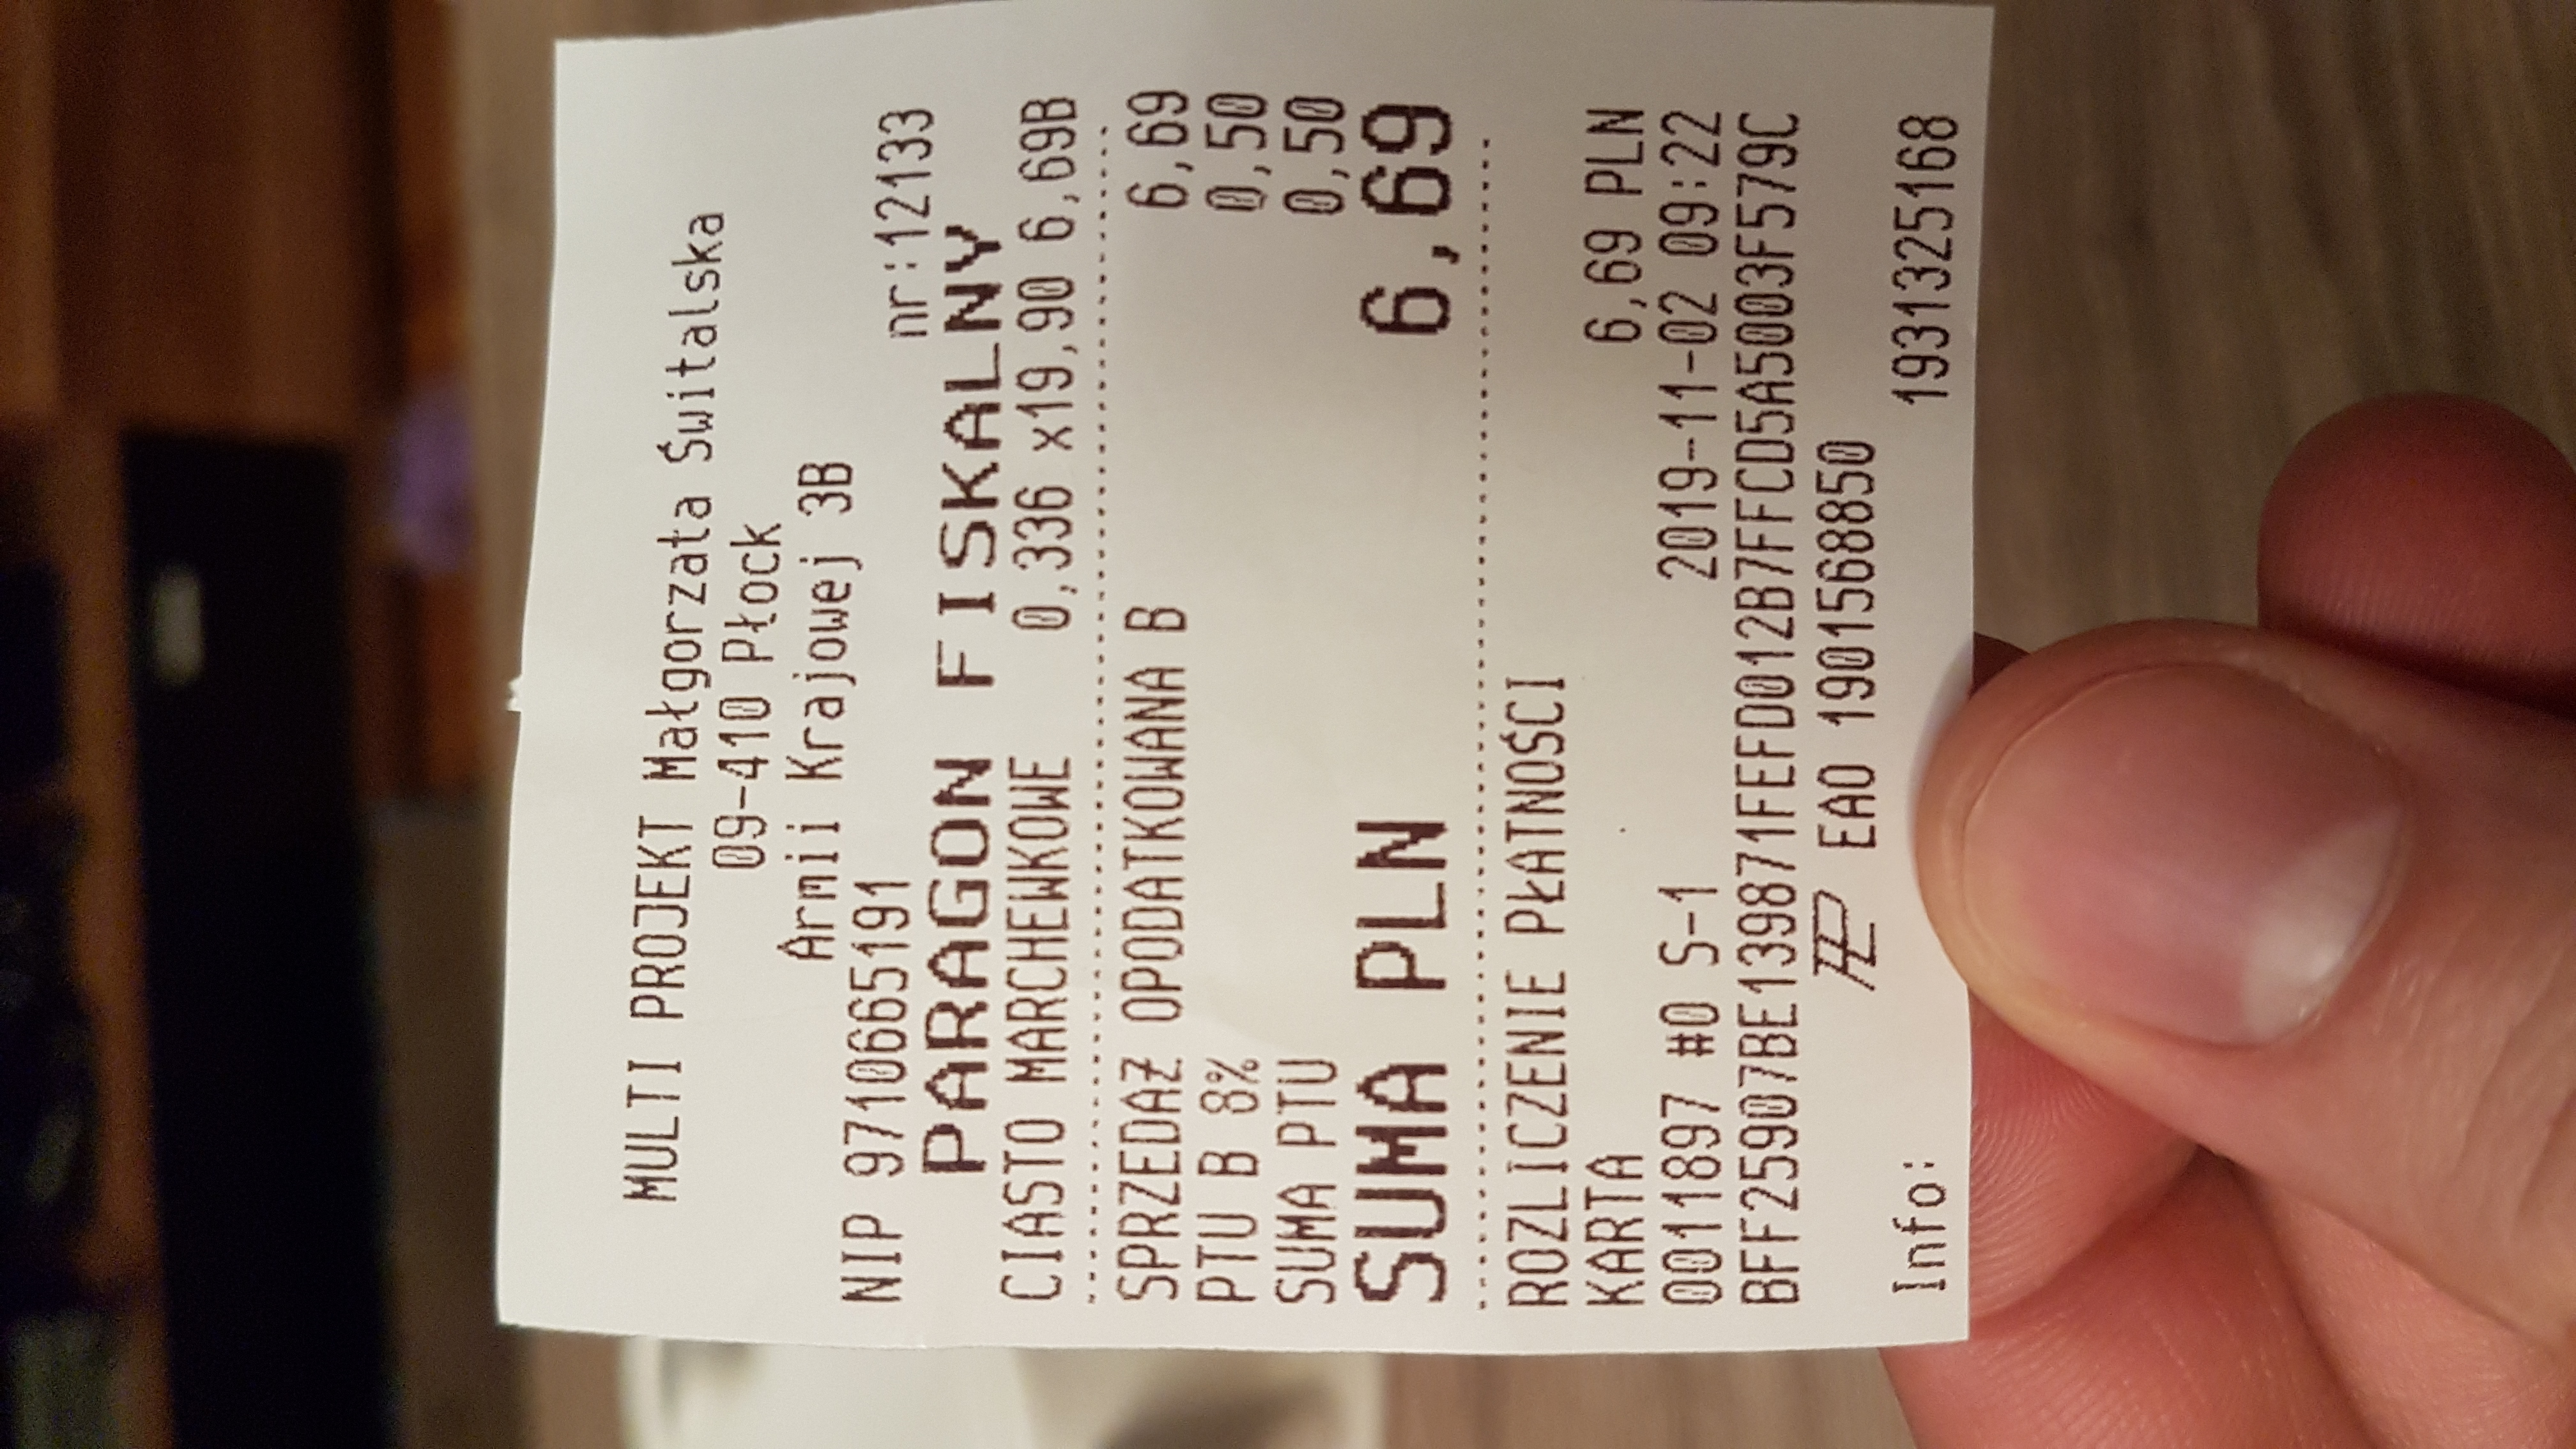 MULTI PROJEKT Małgorzata Świtalska
09-410 Płock
Armii Krajowej 3B
NIP 9710665191 nr:12133
PARAGON FISKALNY
CIASTO MARCHEWKOWE 0,336 x19,90 6,69B
SPRZEDAŻ OPODATKOWANA B 6,69
PTU B 8% 0,50
SUMA PTU 0,50
SUMA PLN 6,69
ROZLICZENIE PŁATNOŚCI
KARTA 6,69 PLN
0011897 #0 S-1 2019-11-02 09:22
BFF25907BE139871FEFD012B7FFCD5A5003F579C
EAO 1901568850
Info: 19313225168